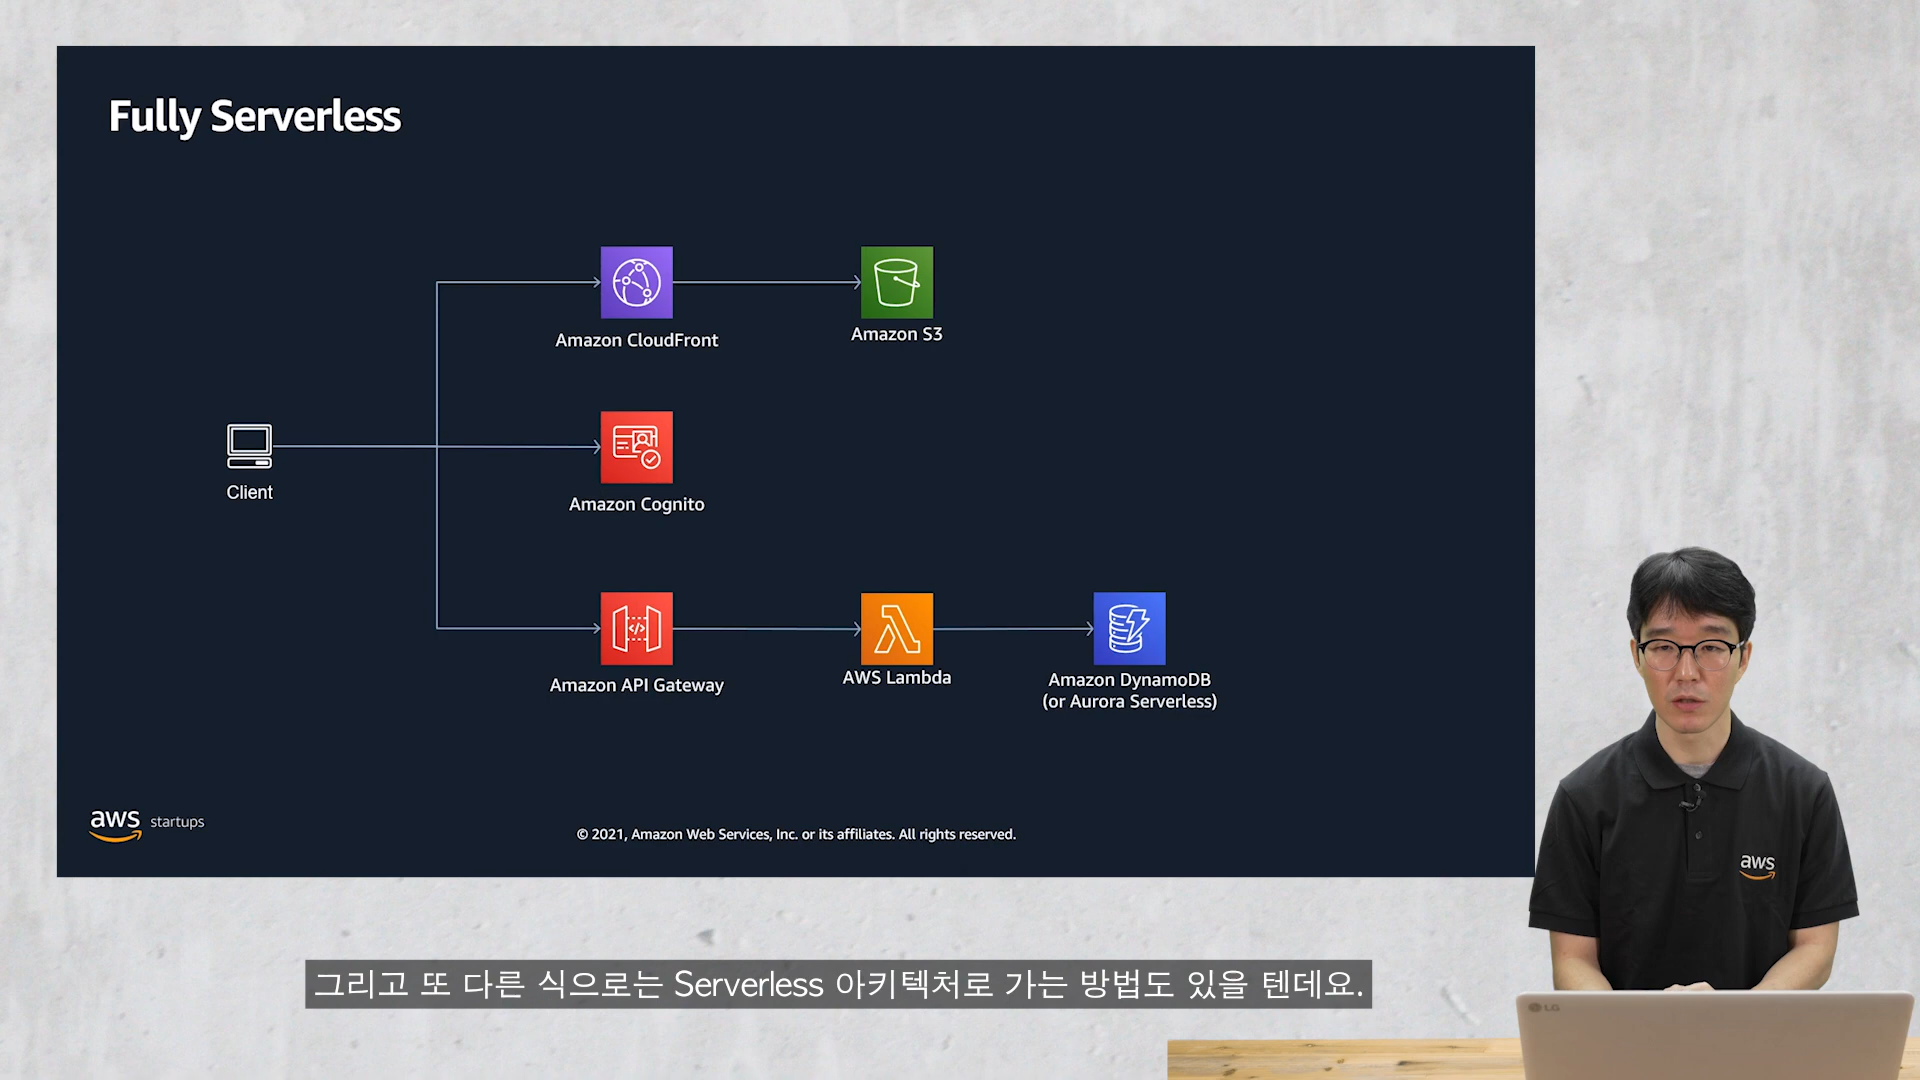 Fully Serverless
Amazon CloudFront
Amazon S3
Client
Amazon Cognito
Amazon API Gateway
AWS Lambda
Amazon DynamoDB
(or Aurora Serverless)
aws startups
© 2021, Amazon Web Services, Inc. or its affiliates. All rights reserved.
aws
LG
그리고 또 다른 식으로는 Serverless 아키텍처로 가는 방법도 있을 텐데요.